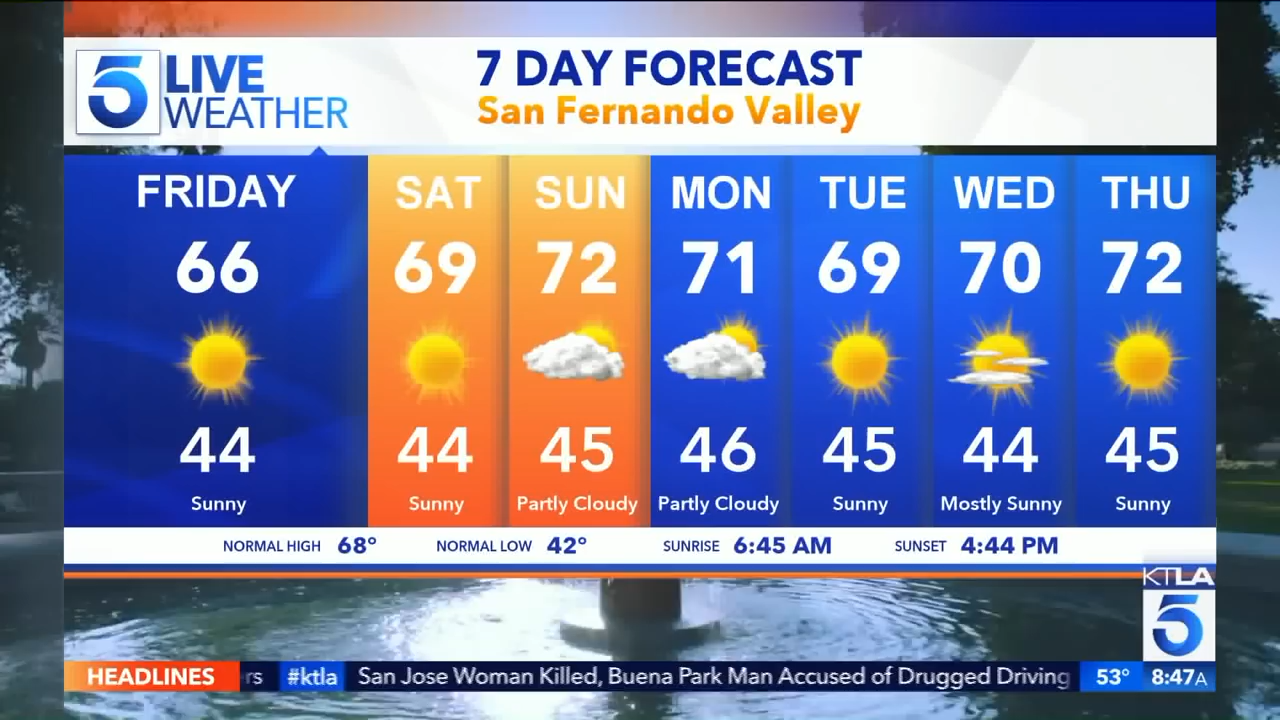 5 LIVE
WEATHER
7 DAY FORECAST
San Fernando Valley
FRIDAY SAT SUN MON TUE WED THU
66 69 72 71 69 70 72
44 44 45 46 45 44 45
Sunny Sunny Partly Cloudy Partly Cloudy Sunny Mostly Sunny Sunny
NORMAL HIGH 68° NORMAL LOW 42° SUNRISE 6:45 AM SUNSET 4:44 PM
KTLA
5
HEADLINES rs #ktla San Jose Woman Killed, Buena Park Man Accused of Drugged Driving 53° 8:47A